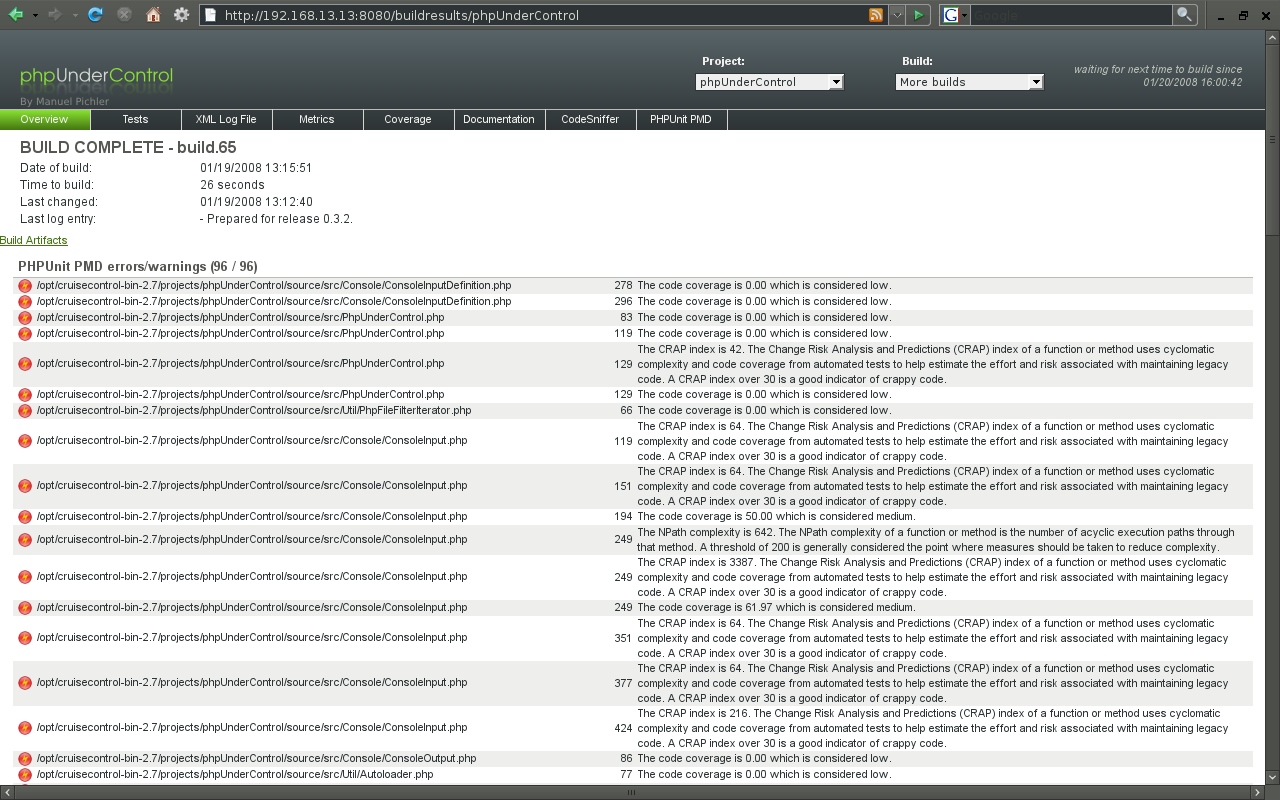 http://192.168.13.13:8080/buildresults/phpUnderControl
G
Google
phpUnderControl
By Manuel Pichler
Project:
phpUnderControl
Build:
More builds
waiting for next time to build since
01/20/2008 16:00:42
Overview Tests XML Log File Metrics Coverage Documentation CodeSniffer PHPUnit PMD
BUILD COMPLETE - build.65
Date of build: 01/19/2008 13:15:51
Time to build: 26 seconds
Last changed: 01/19/2008 13:12:40
Last log entry: - Prepared for release 0.3.2.
Build Artifacts
PHPUnit PMD errors/warnings (96 / 96)
/opt/cruisecontrol-bin-2.7/projects/phpUnderControl/source/src/Console/ConsoleInputDefinition.php 278 The code coverage is 0.00 which is considered low.
/opt/cruisecontrol-bin-2.7/projects/phpUnderControl/source/src/Console/ConsoleInputDefinition.php 296 The code coverage is 0.00 which is considered low.
/opt/cruisecontrol-bin-2.7/projects/phpUnderControl/source/src/PhpUnderControl.php 83 The code coverage is 0.00 which is considered low.
/opt/cruisecontrol-bin-2.7/projects/phpUnderControl/source/src/PhpUnderControl.php 119 The code coverage is 0.00 which is considered low.
/opt/cruisecontrol-bin-2.7/projects/phpUnderControl/source/src/PhpUnderControl.php 129 The CRAP index is 42. The Change Risk Analysis and Predictions (CRAP) index of a function or method uses cyclomatic
complexity and code coverage from automated tests to help estimate the effort and risk associated with maintaining legacy
code. A CRAP index over 30 is a good indicator of crappy code.
/opt/cruisecontrol-bin-2.7/projects/phpUnderControl/source/src/PhpUnderControl.php 129 The code coverage is 0.00 which is considered low.
/opt/cruisecontrol-bin-2.7/projects/phpUnderControl/source/src/Util/PhpFileFilterIterator.php 66 The code coverage is 0.00 which is considered low.
/opt/cruisecontrol-bin-2.7/projects/phpUnderControl/source/src/Console/ConsoleInput.php 119 The CRAP index is 64. The Change Risk Analysis and Predictions (CRAP) index of a function or method uses cyclomatic
complexity and code coverage from automated tests to help estimate the effort and risk associated with maintaining legacy
code. A CRAP index over 30 is a good indicator of crappy code.
/opt/cruisecontrol-bin-2.7/projects/phpUnderControl/source/src/Console/ConsoleInput.php 151 The CRAP index is 64. The Change Risk Analysis and Predictions (CRAP) index of a function or method uses cyclomatic
complexity and code coverage from automated tests to help estimate the effort and risk associated with maintaining legacy
code. A CRAP index over 30 is a good indicator of crappy code.
/opt/cruisecontrol-bin-2.7/projects/phpUnderControl/source/src/Console/ConsoleInput.php 194 The code coverage is 50.00 which is considered medium.
/opt/cruisecontrol-bin-2.7/projects/phpUnderControl/source/src/Console/ConsoleInput.php 249 The NPath complexity is 642. The NPath complexity of a function or method is the number of acyclic execution paths through
that method. A threshold of 200 is generally considered the point where measures should be taken to reduce complexity.
/opt/cruisecontrol-bin-2.7/projects/phpUnderControl/source/src/Console/ConsoleInput.php 249 The CRAP index is 3387. The Change Risk Analysis and Predictions (CRAP) index of a function or method uses cyclomatic
complexity and code coverage from automated tests to help estimate the effort and risk associated with maintaining legacy
code. A CRAP index over 30 is a good indicator of crappy code.
/opt/cruisecontrol-bin-2.7/projects/phpUnderControl/source/src/Console/ConsoleInput.php 249 The code coverage is 61.97 which is considered medium.
/opt/cruisecontrol-bin-2.7/projects/phpUnderControl/source/src/Console/ConsoleInput.php 351 The CRAP index is 64. The Change Risk Analysis and Predictions (CRAP) index of a function or method uses cyclomatic
complexity and code coverage from automated tests to help estimate the effort and risk associated with maintaining legacy
code. A CRAP index over 30 is a good indicator of crappy code.
/opt/cruisecontrol-bin-2.7/projects/phpUnderControl/source/src/Console/ConsoleInput.php 377 The CRAP index is 64. The Change Risk Analysis and Predictions (CRAP) index of a function or method uses cyclomatic
complexity and code coverage from automated tests to help estimate the effort and risk associated with maintaining legacy
code. A CRAP index over 30 is a good indicator of crappy code.
/opt/cruisecontrol-bin-2.7/projects/phpUnderControl/source/src/Console/ConsoleInput.php 424 The CRAP index is 216. The Change Risk Analysis and Predictions (CRAP) index of a function or method uses cyclomatic
complexity and code coverage from automated tests to help estimate the effort and risk associated with maintaining legacy
code. A CRAP index over 30 is a good indicator of crappy code.
/opt/cruisecontrol-bin-2.7/projects/phpUnderControl/source/src/Console/ConsoleOutput.php 86 The code coverage is 0.00 which is considered low.
/opt/cruisecontrol-bin-2.7/projects/phpUnderControl/source/src/Util/Autoloader.php 77 The code coverage is 0.00 which is considered low.